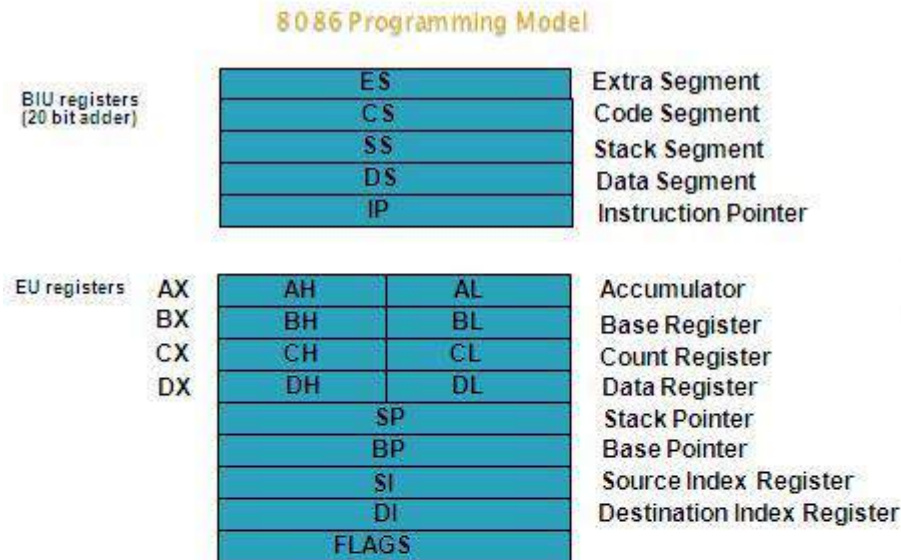 8086 Programming Model
BIU registers
(20 bit adder)
ES Extra Segment
CS Code Segment
SS Stack Segment
DS Data Segment
IP Instruction Pointer
EU registers AX AH AL Accumulator
BX BH BL Base Register
CX CH CL Count Register
DX DH DL Data Register
SP Stack Pointer
BP Base Pointer
SI Source Index Register
DI Destination Index Register
FLAGS